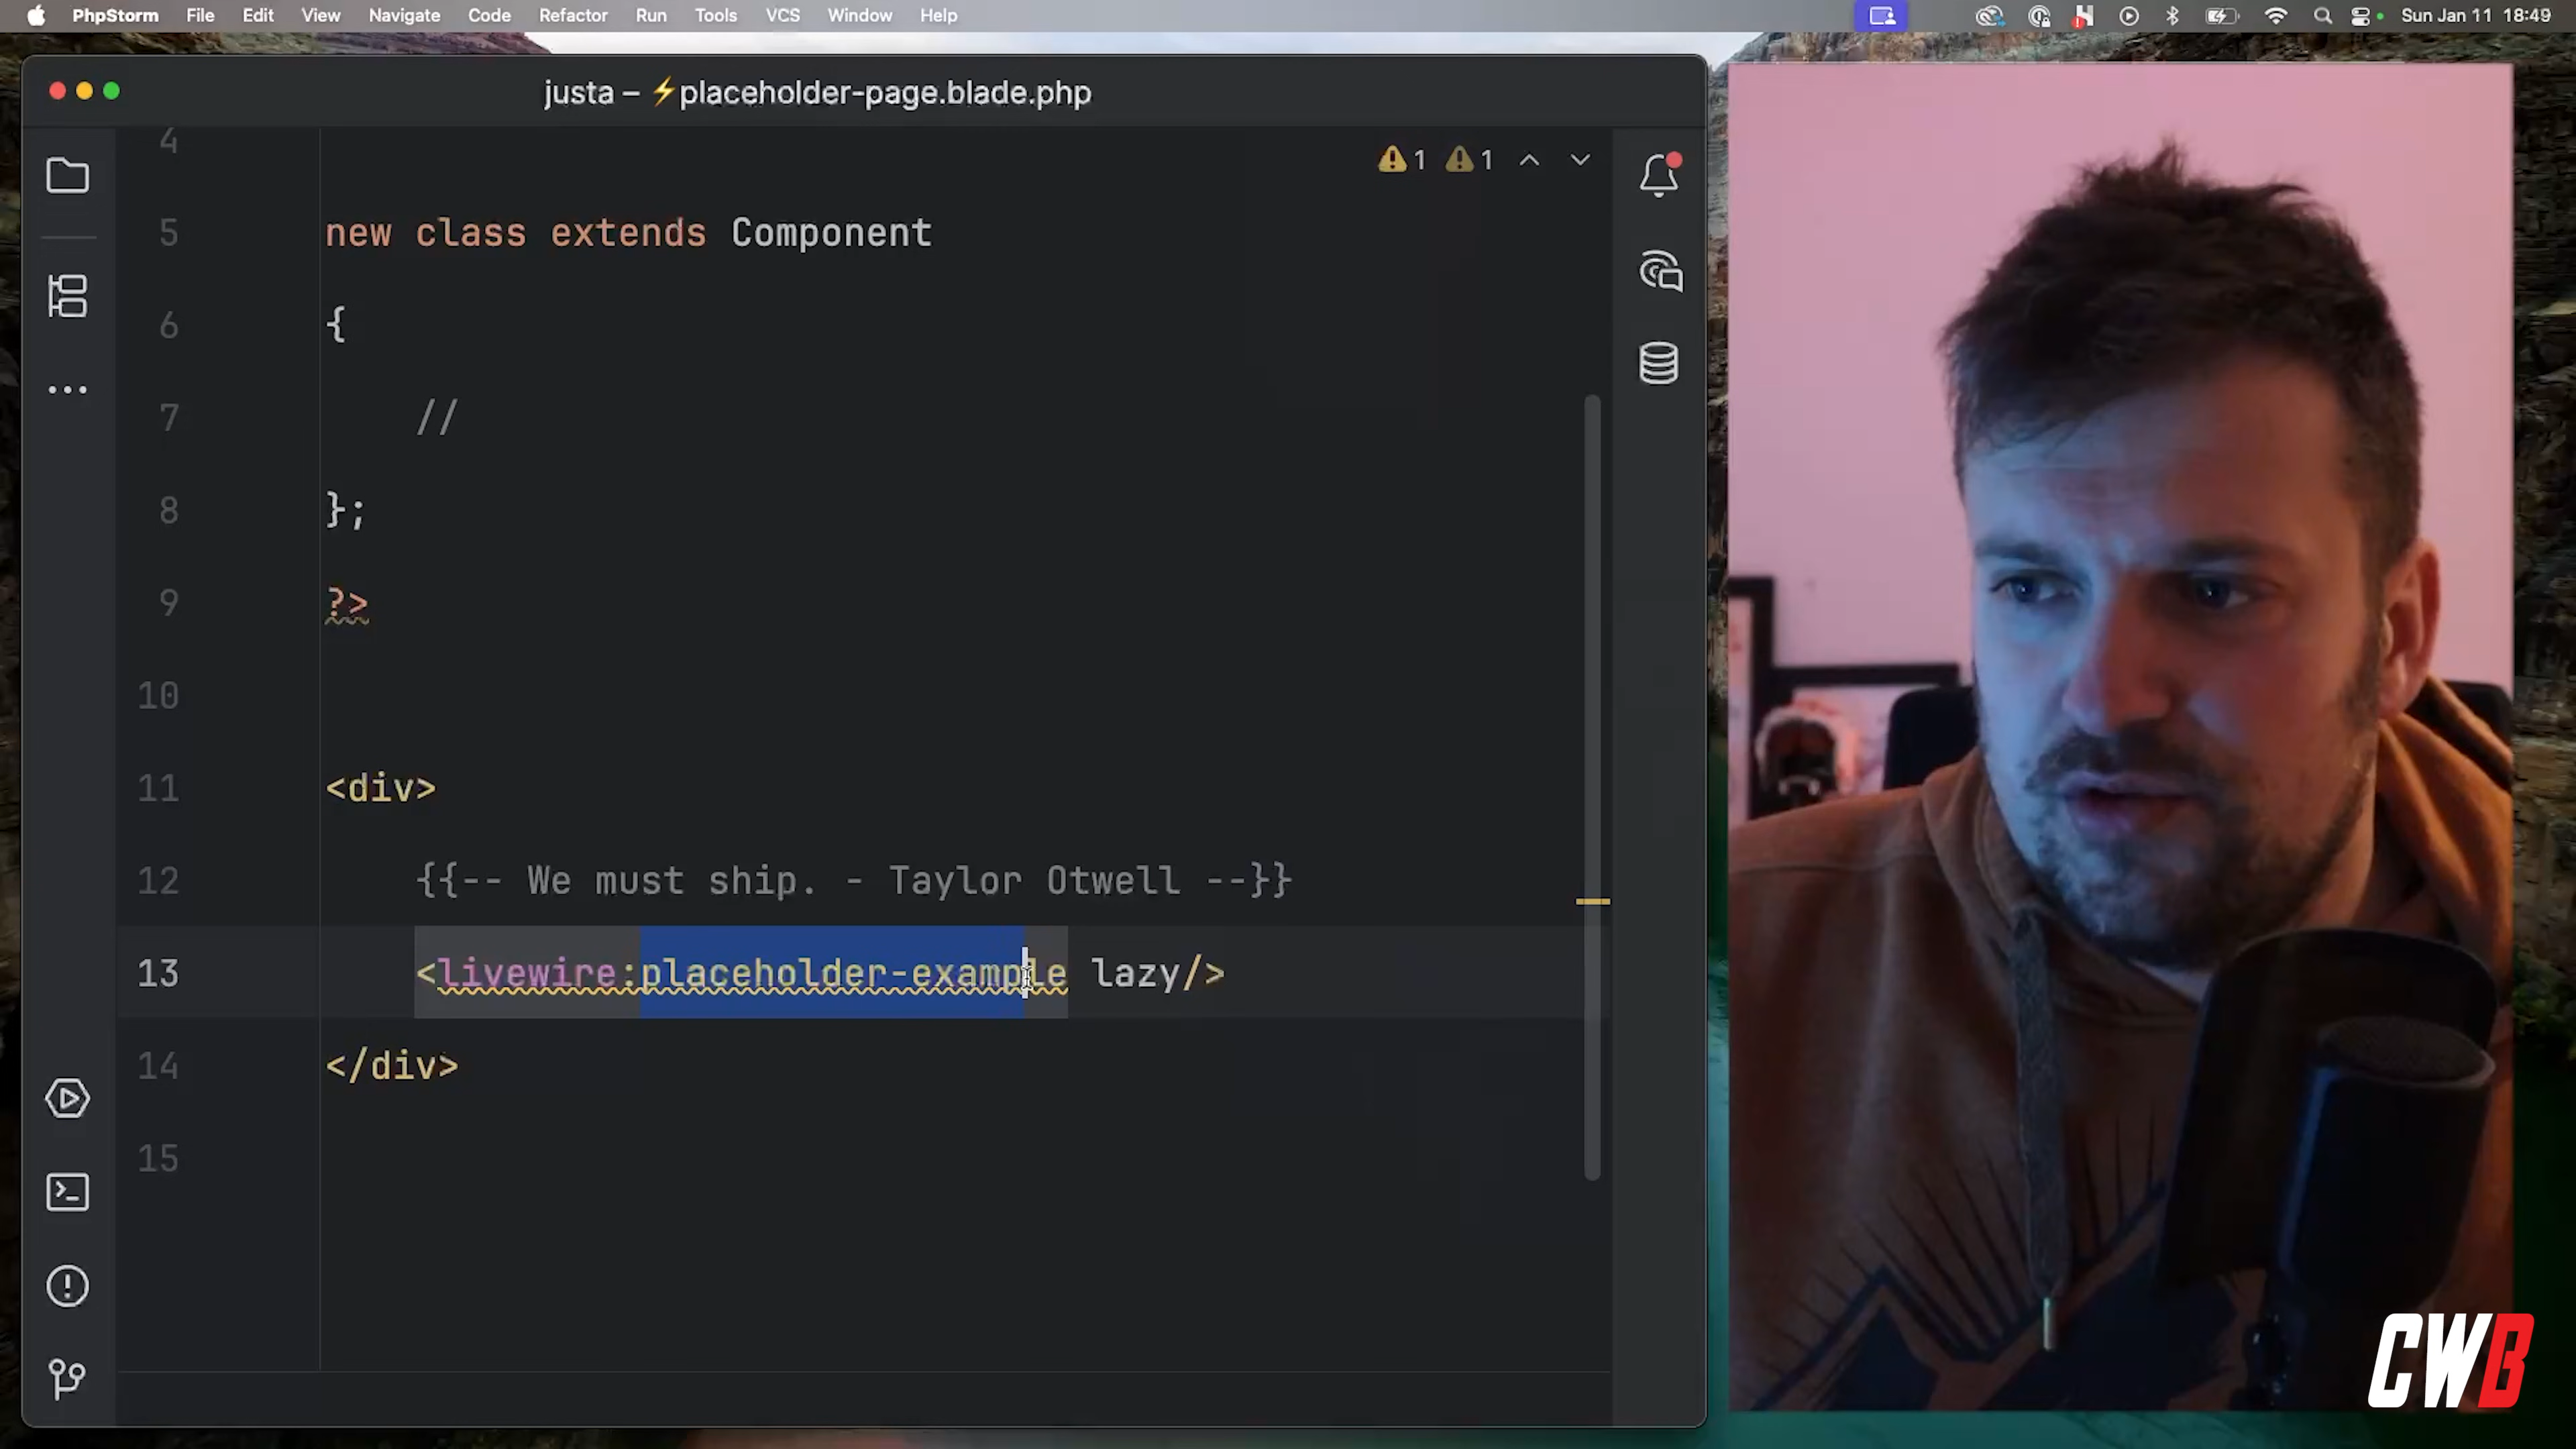 PhpStorm File Edit View Navigate Code Refactor Run Tools VCS Window Help Sun Jan 11 18:49
justa – ⚡placeholder-page.blade.php
1 1
4
5 new class extends Component
6 {
7 //
8 };
9 ?>
10
11 <div>
12 {{-- We must ship. - Taylor Otwell --}}
13 <livewire:placeholder-example lazy/>
14 </div>
15
CWB